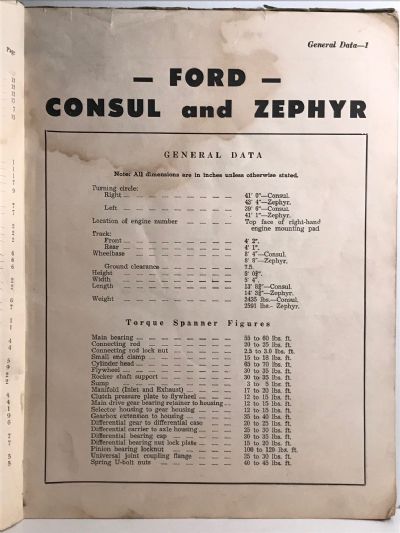 Page
General Data—1
— FORD —
CONSUL and ZEPHYR
GENERAL DATA
Note: All dimensions are in inches unless otherwise stated.
Turning circle:
Right 41' 0"—Consul.
43' 4"—Zephyr.
Left 39' 6"—Consul.
41' 1"—Zephyr.
Location of engine number Top face of right-hand
engine mounting pad
Track:
Front 4' 2".
Rear 4' 1".
Wheelbase 8' 4"—Consul.
8' 8"—Zephyr.
Ground clearance 7.5.
Height
Width 5' 4".
Length —Consul.
—Zephyr.
Weight 2435 lbs.—Consul.
2591 lbs.—Zephyr.
Torque Spanner Figures
Main bearing 55 to 60 lbs. ft.
Connecting rod 20 to 25 lbs. ft.
Connecting rod lock nut 2.5 to 3.0 lbs. ft.
Small end clamp 15 to 18 lbs. ft.
Cylinder head 65 to 70 lbs. ft.
Flywheel 30 to 35 lbs. ft.
Rocker shaft support 30 to 35 lbs. ft.
Sump 3 to 5 lbs. ft.
Manifold (Inlet and Exhaust) 17 to 20 lbs. ft.
Clutch pressure plate to flywheel 12 to 15 lbs. ft.
Main drive gear bearing retainer to housing 12 to 15 lbs. ft.
Selector housing to gear housing 12 to 15 lbs. ft.
Gearbox extension to housing 35 to 40 lbs. ft.
Differential gear to differential case 20 to 25 lbs. ft.
Differential carrier to axle housing 25 to 30 lbs. ft.
Differential bearing cap 30 to 35 lbs. ft.
Differential bearing nut lock plate 15 to 20 lbs. ft.
Pinion bearing locknut 100 to 120 lbs. ft.
Universal joint coupling flange 25 to 30 lbs. ft.
Spring U-bolt nuts 40 to 45 lbs. ft.